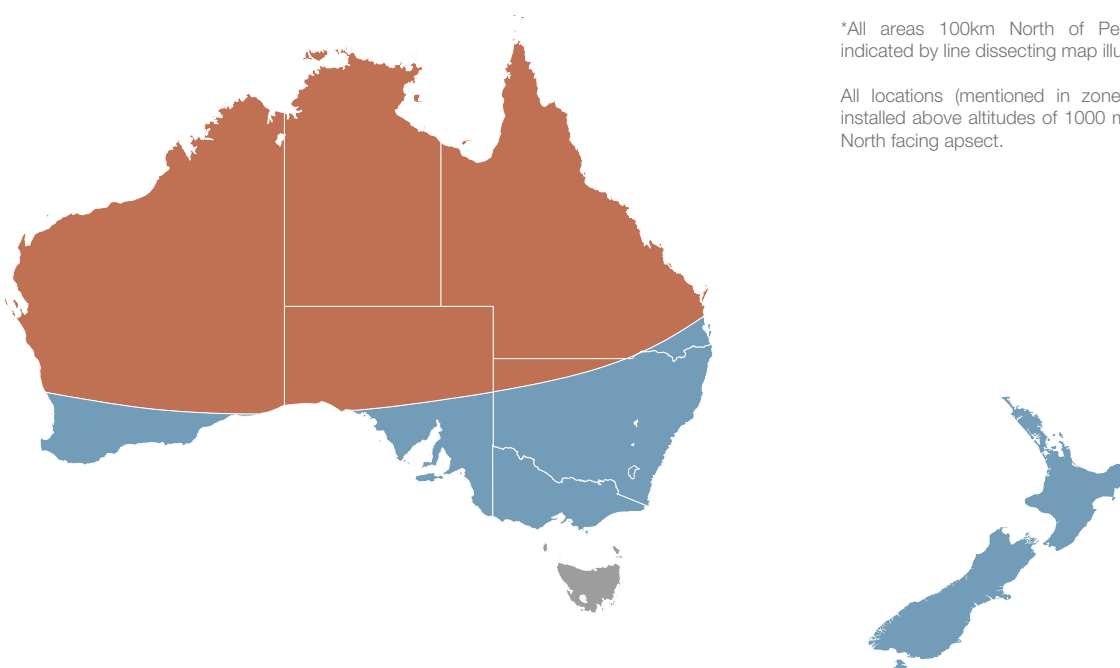 *All areas 100km North of Pe
indicated by line dissecting map illu
All locations (mentioned in zone
installed above altitudes of 1000 m
North facing apsect.